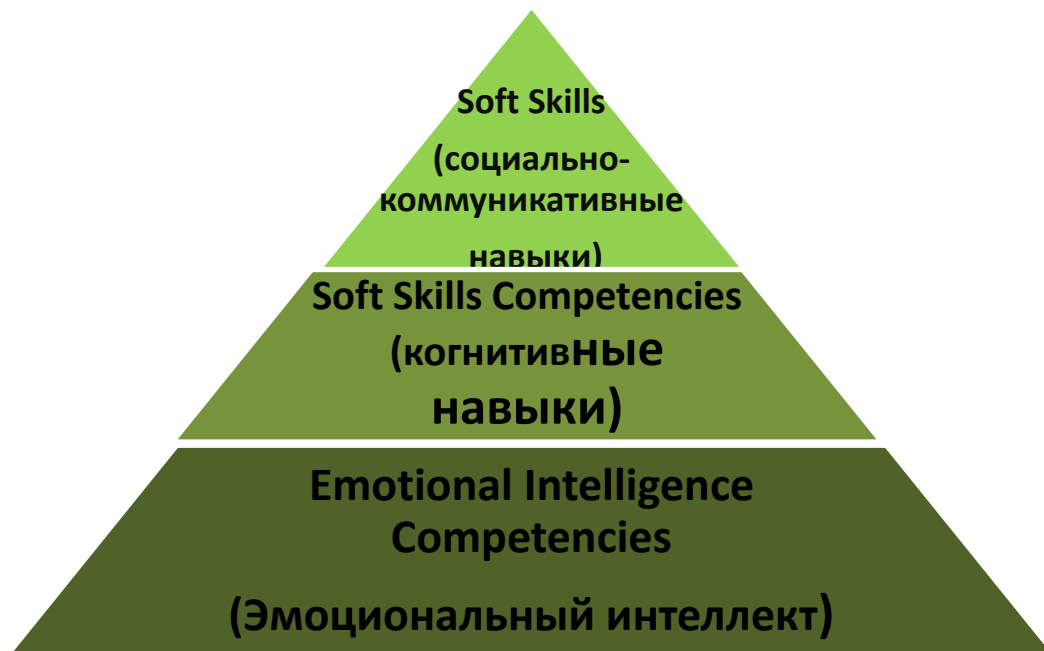 Soft Skills
(социально-
коммуникативные
навыки)
Soft Skills Competencies
(когнитивные
навыки)
Emotional Intelligence
Competencies
(Эмоциональный интеллект)